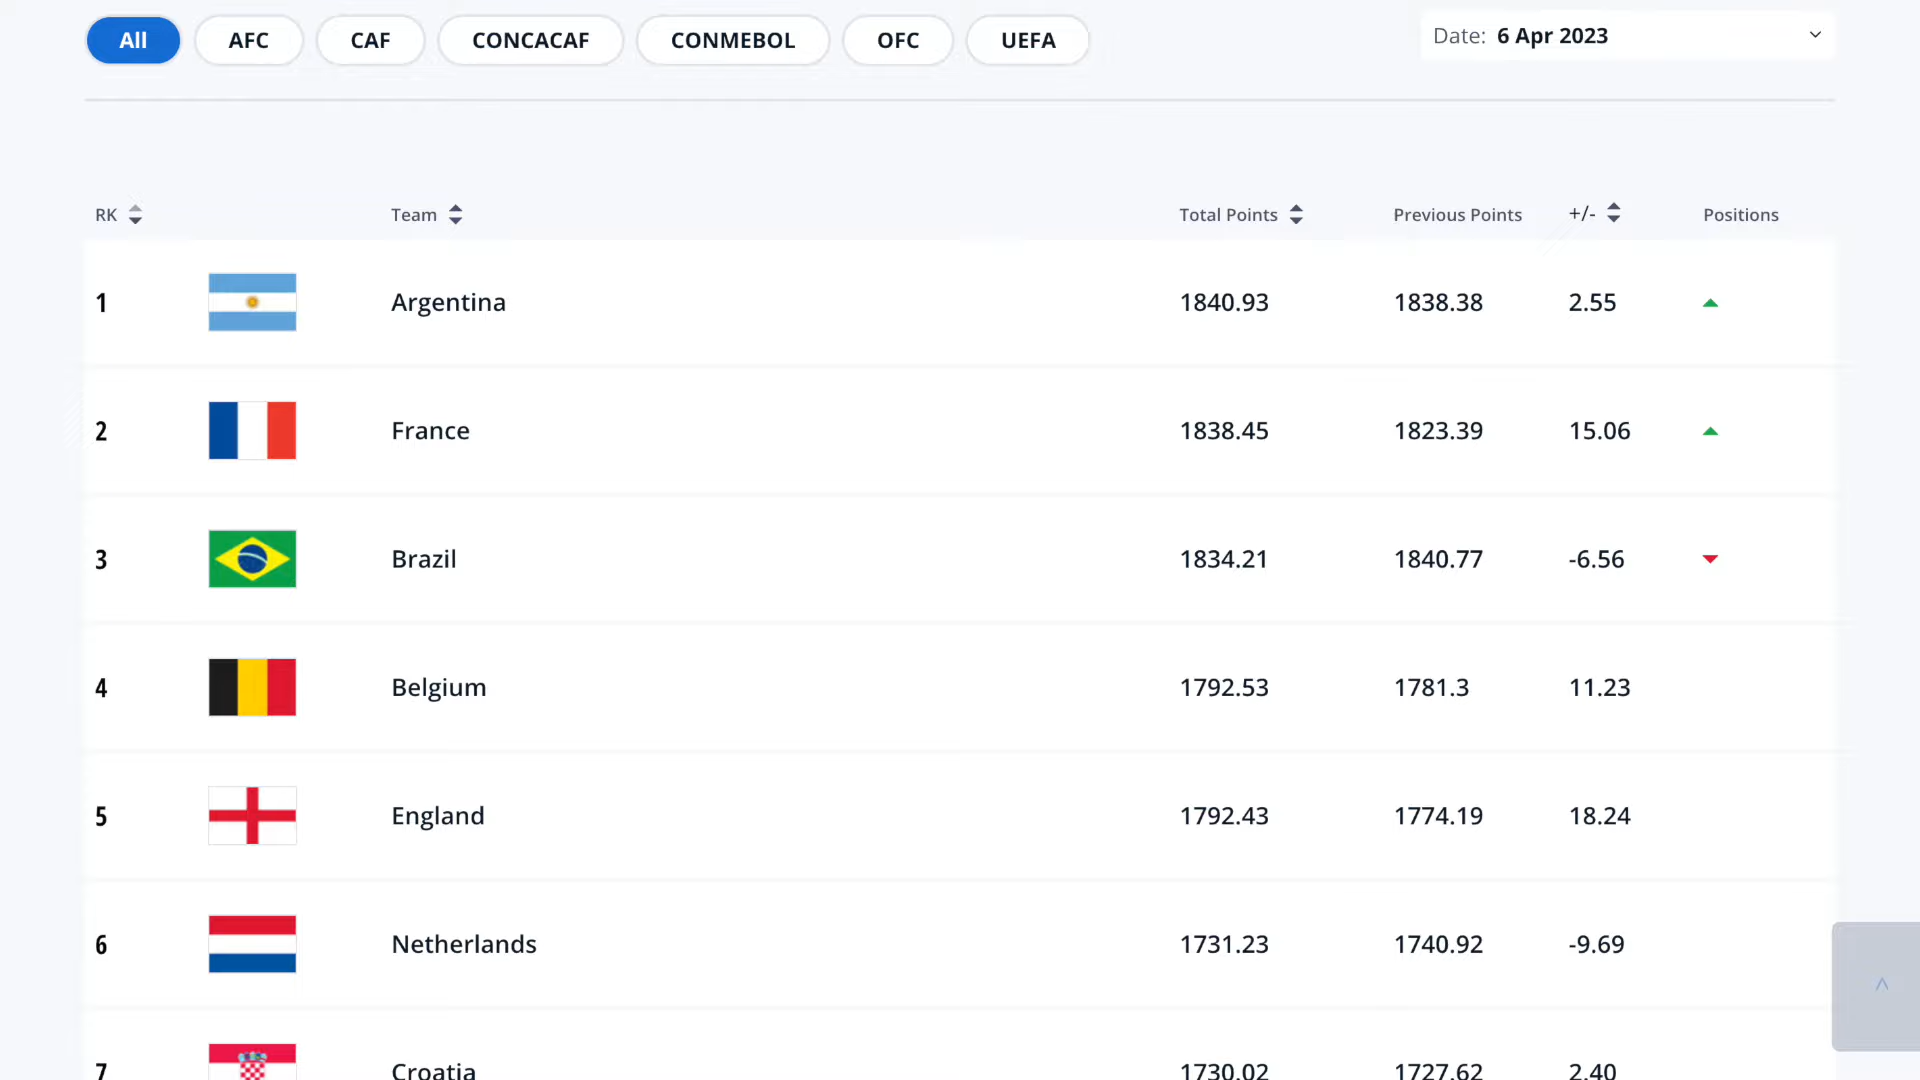 All AFC CAF CONCACAF CONMEBOL OFC UEFA Date: 6 Apr 2023
RK Team Total Points Previous Points +/- Positions
1 Argentina 1840.93 1838.38 2.55
2 France 1838.45 1823.39 15.06
3 Brazil 1834.21 1840.77 -6.56
4 Belgium 1792.53 1781.3 11.23
5 England 1792.43 1774.19 18.24
6 Netherlands 1731.23 1740.92 -9.69
7 Croatia 1730.02 1727.62 2.40